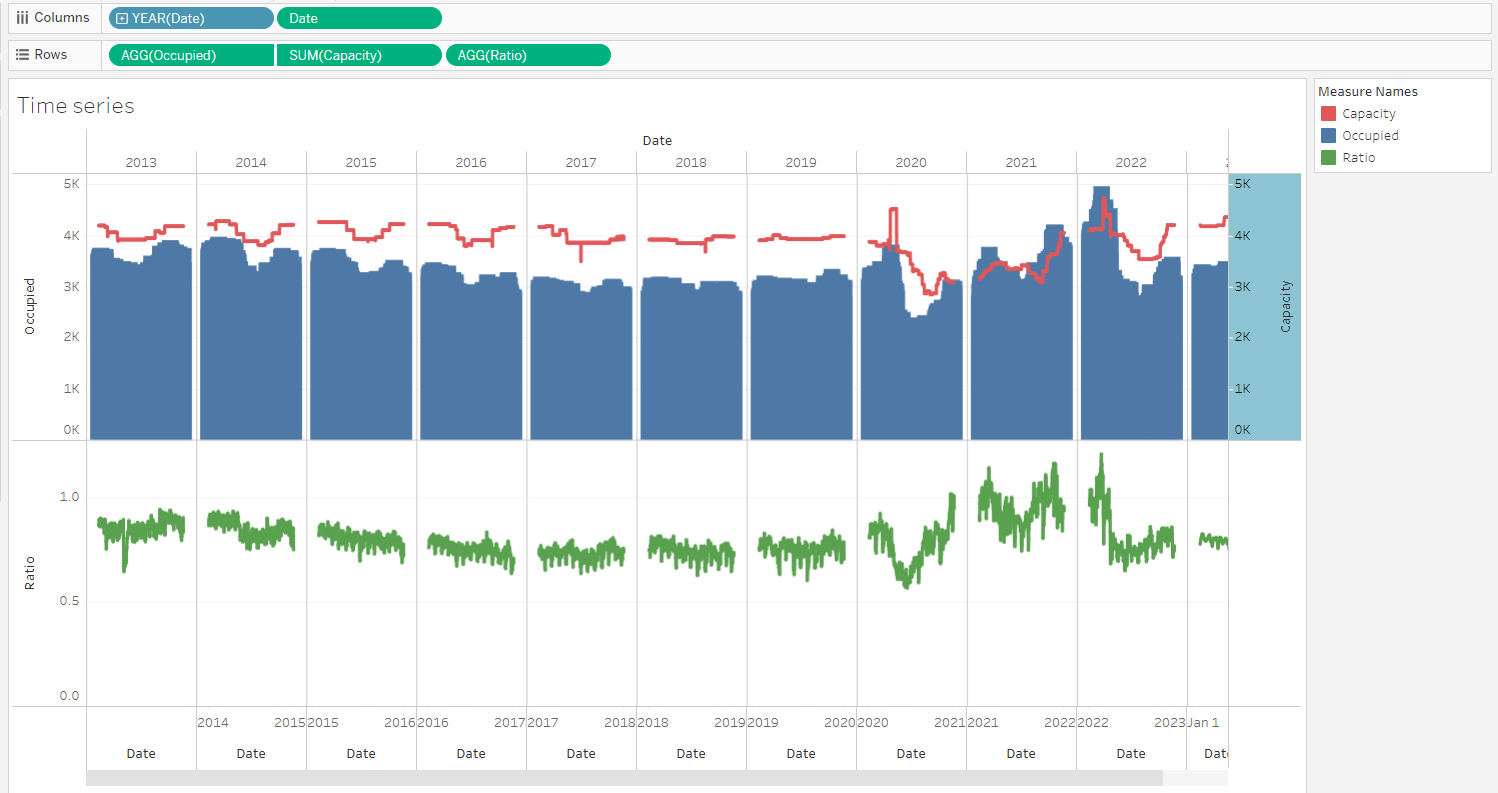 Columns YEAR(Date) Date
Rows AGG(Occupied) SUM(Capacity) AGG(Ratio)
Time series
Measure Names
Capacity
Occupied
Ratio
Date
2013 2014 2015 2016 2017 2018 2019 2020 2021 2022
5K 5K
4K 4K
3K 3K
2K 2K
1K 1K
0K 0K
Occupied
Capacity
1.0
0.5
0.0
Ratio
2014 2015 2015 2016 2016 2017 2017 2018 2018 2019 2019 2020 2020 2021 2021 2022 2022 2023 Jan 1
Date Date Date Date Date Date Date Date Date Date Date